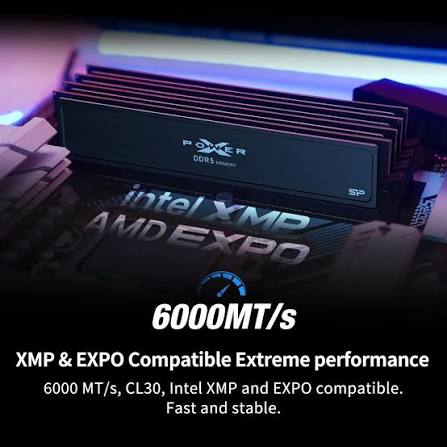 XPOWER
DDR5 MEMORY
SP
intel XMP
AMD EXPO
6000MT/s
XMP & EXPO Compatible Extreme performance
6000 MT/s, CL30, Intel XMP and EXPO compatible.
Fast and stable.